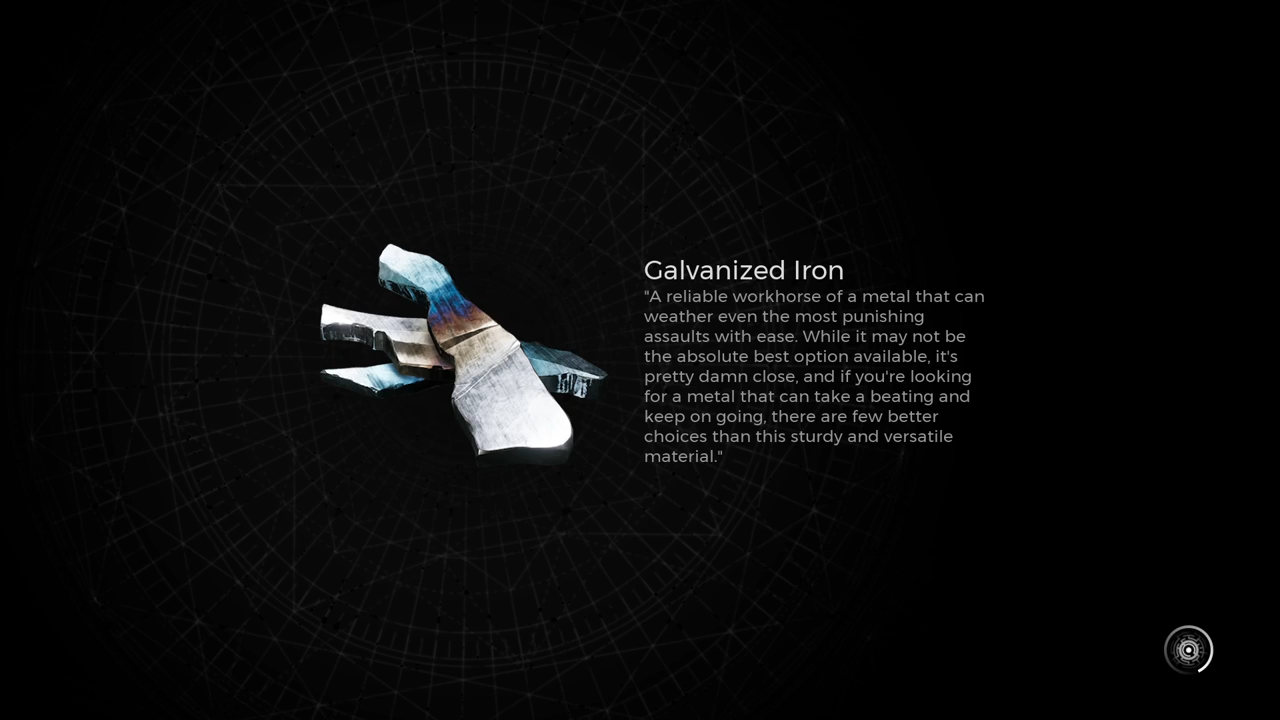 Galvanized Iron
"A reliable workhorse of a metal that can
weather even the most punishing
assaults with ease. While it may not be
the absolute best option available, it's
pretty damn close, and if you're looking
for a metal that can take a beating and
keep on going, there are few better
choices than this sturdy and versatile
material."